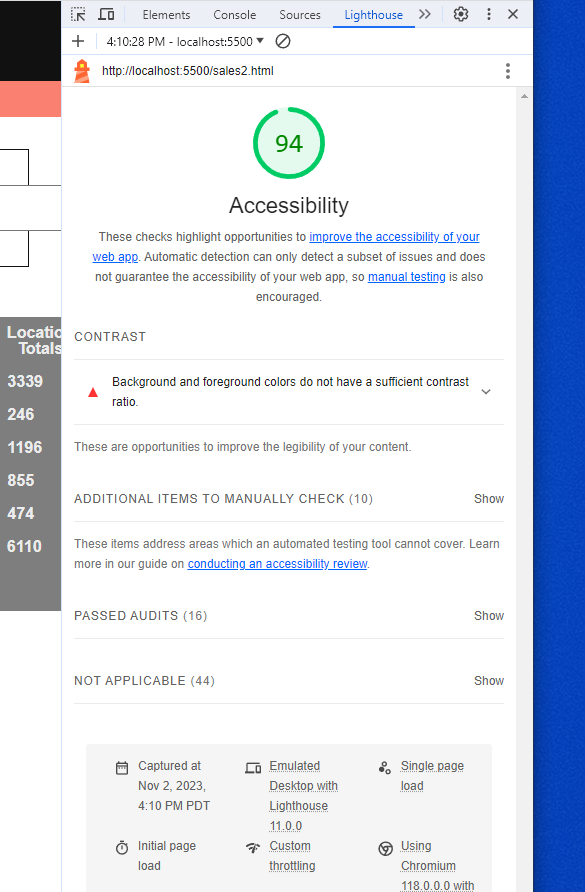 Elements Console Sources Lighthouse
4:10:28 PM - localhost:5500
http://localhost:5500/sales2.html
94
Accessibility
These checks highlight opportunities to improve the accessibility of your
web app. Automatic detection can only detect a subset of issues and does
not guarantee the accessibility of your web app, so manual testing is also
encouraged.
CONTRAST
Background and foreground colors do not have a sufficient contrast
ratio.
These are opportunities to improve the legibility of your content.
ADDITIONAL ITEMS TO MANUALLY CHECK (10) Show
These items address areas which an automated testing tool cannot cover. Learn
more in our guide on conducting an accessibility review.
PASSED AUDITS (16) Show
NOT APPLICABLE (44) Show
Captured at
Nov 2, 2023,
4:10 PM PDT
Emulated
Desktop with
Lighthouse
11.0.0
Single page
load
Initial page
load
Custom
throttling
Using
Chromium
118.0.0.0 with
Locatio
Totals
3339
246
1196
855
474
6110